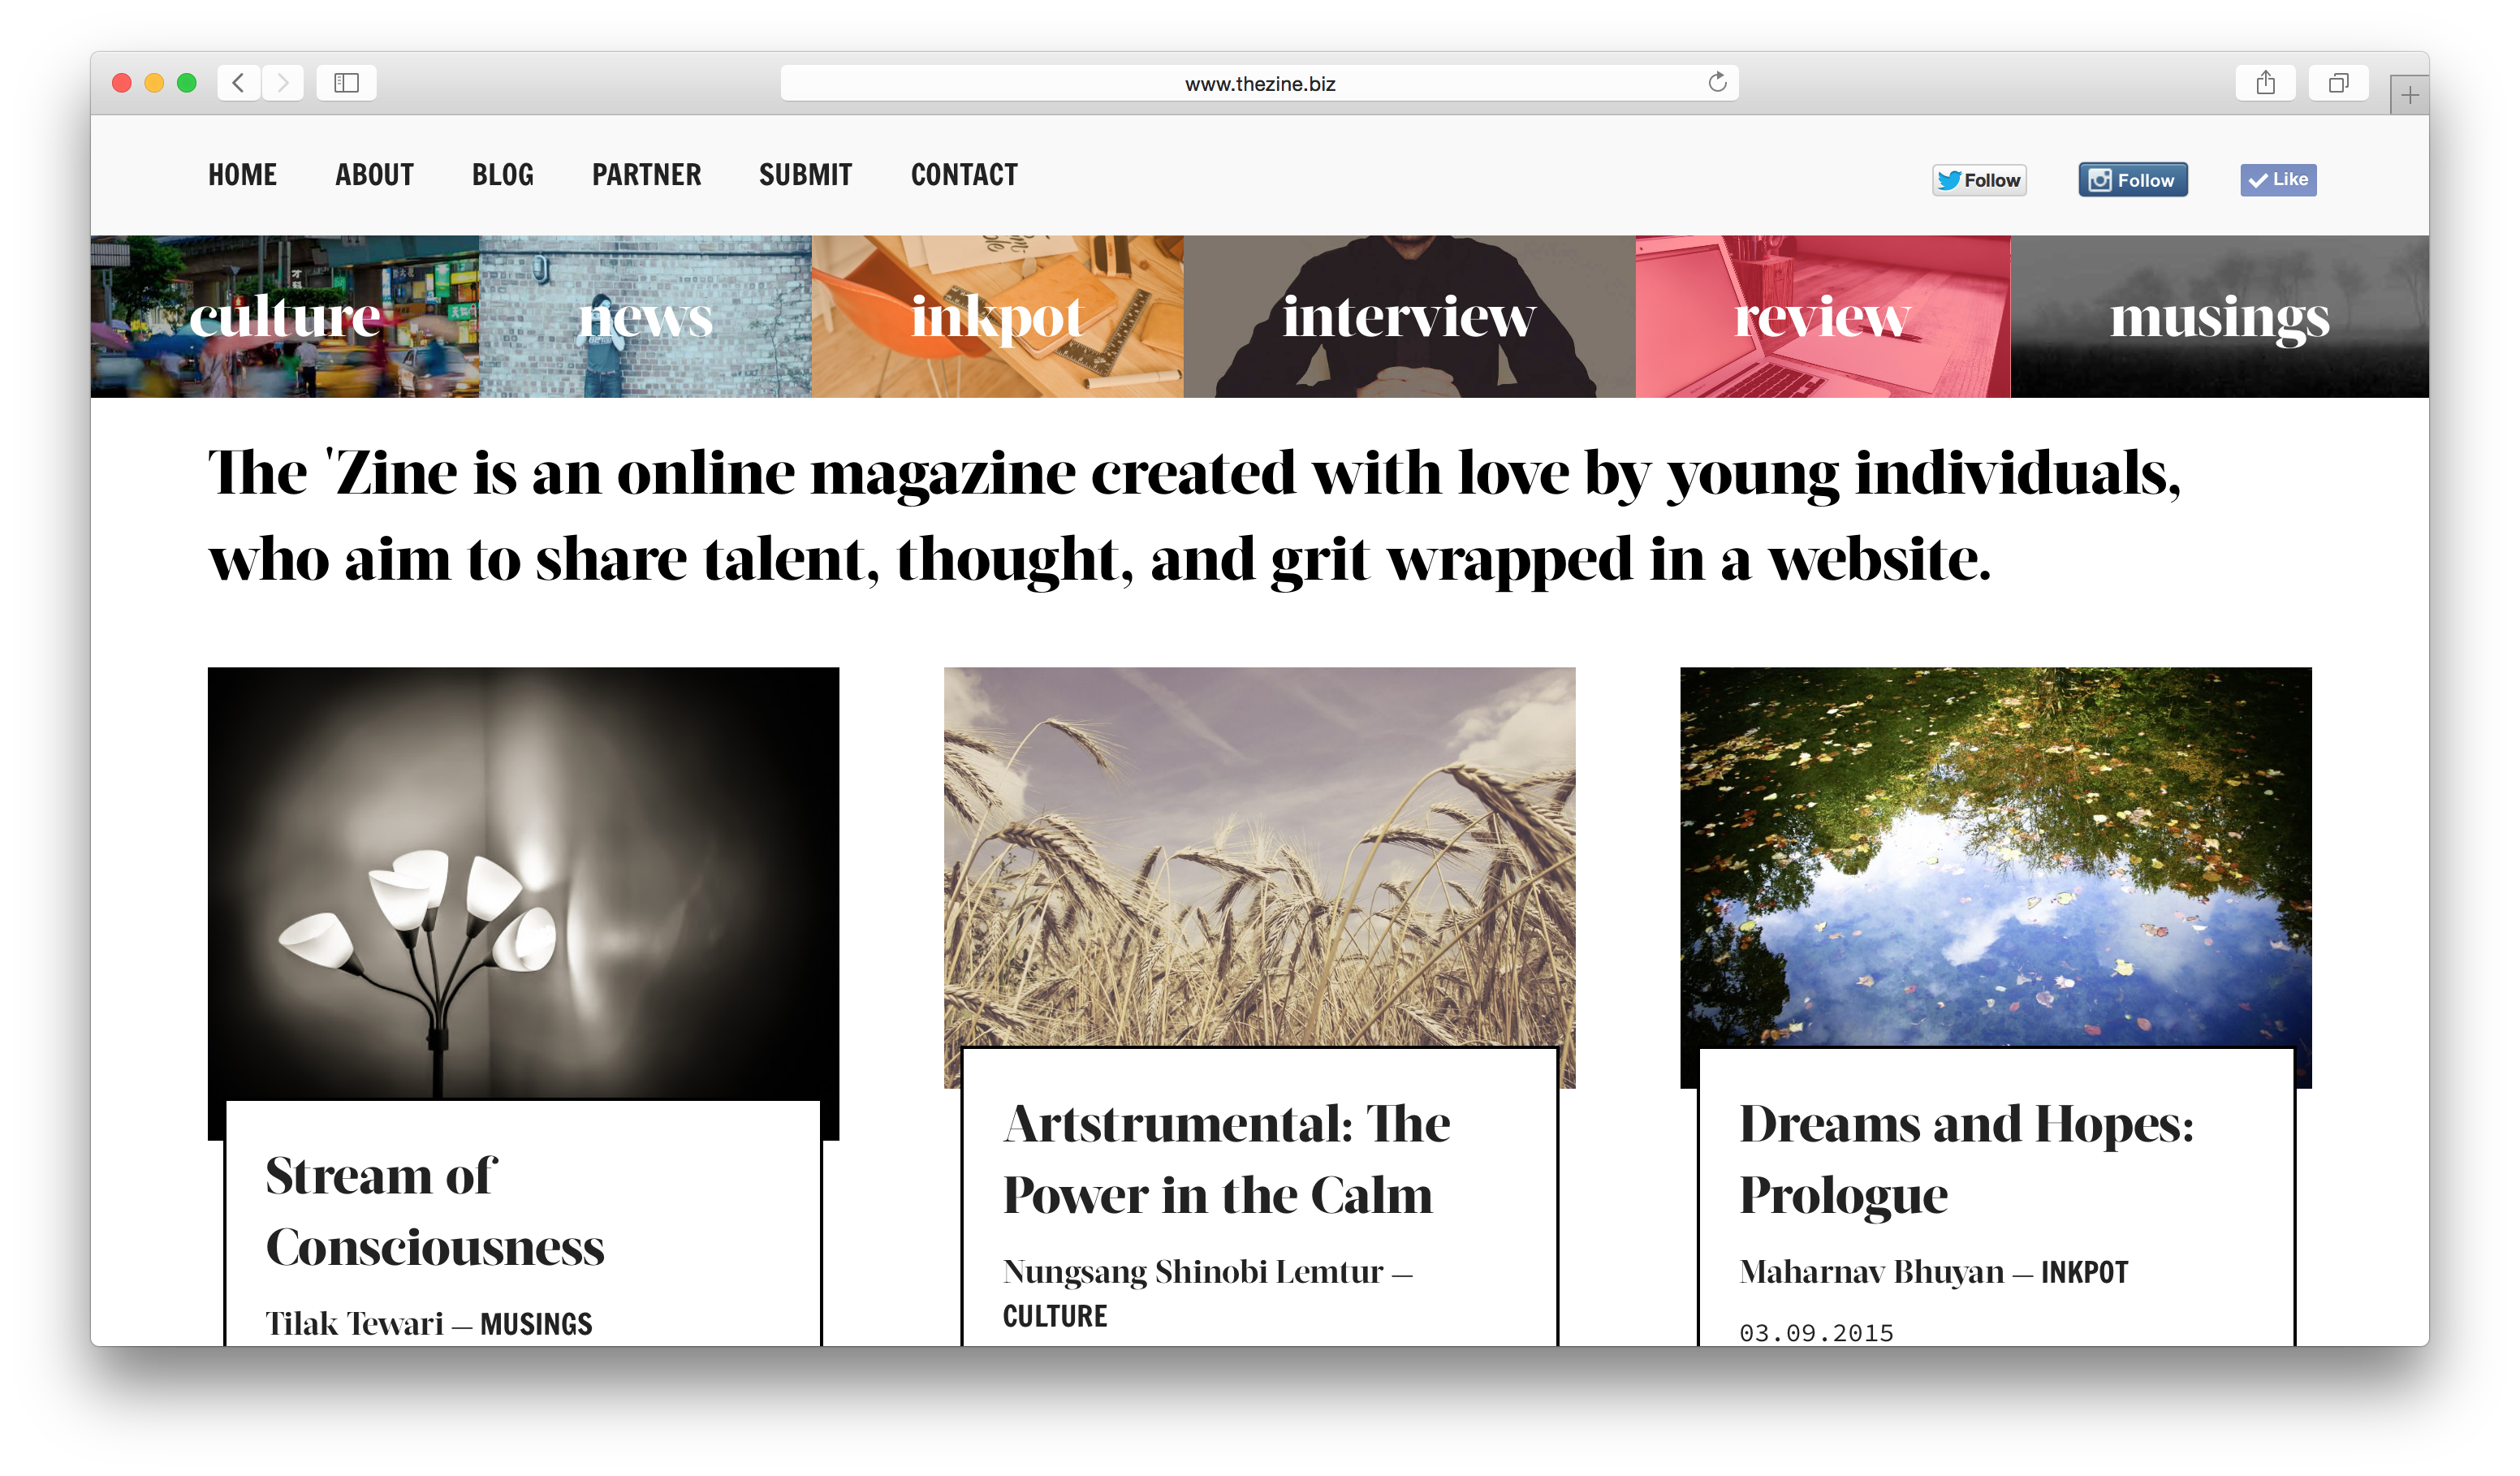 www.thezine.biz
HOME ABOUT BLOG PARTNER SUBMIT CONTACT
Follow Follow Like
culture news inkpot interview review musings
The 'Zine is an online magazine created with love by young individuals,
who aim to share talent, thought, and grit wrapped in a website.
Stream of
Consciousness
Tilak Tewari — MUSINGS
Artstrumental: The
Power in the Calm
Nungsang Shinobi Lemtur —
CULTURE
Dreams and Hopes:
Prologue
Maharnav Bhuyan — INKPOT
03.09.2015